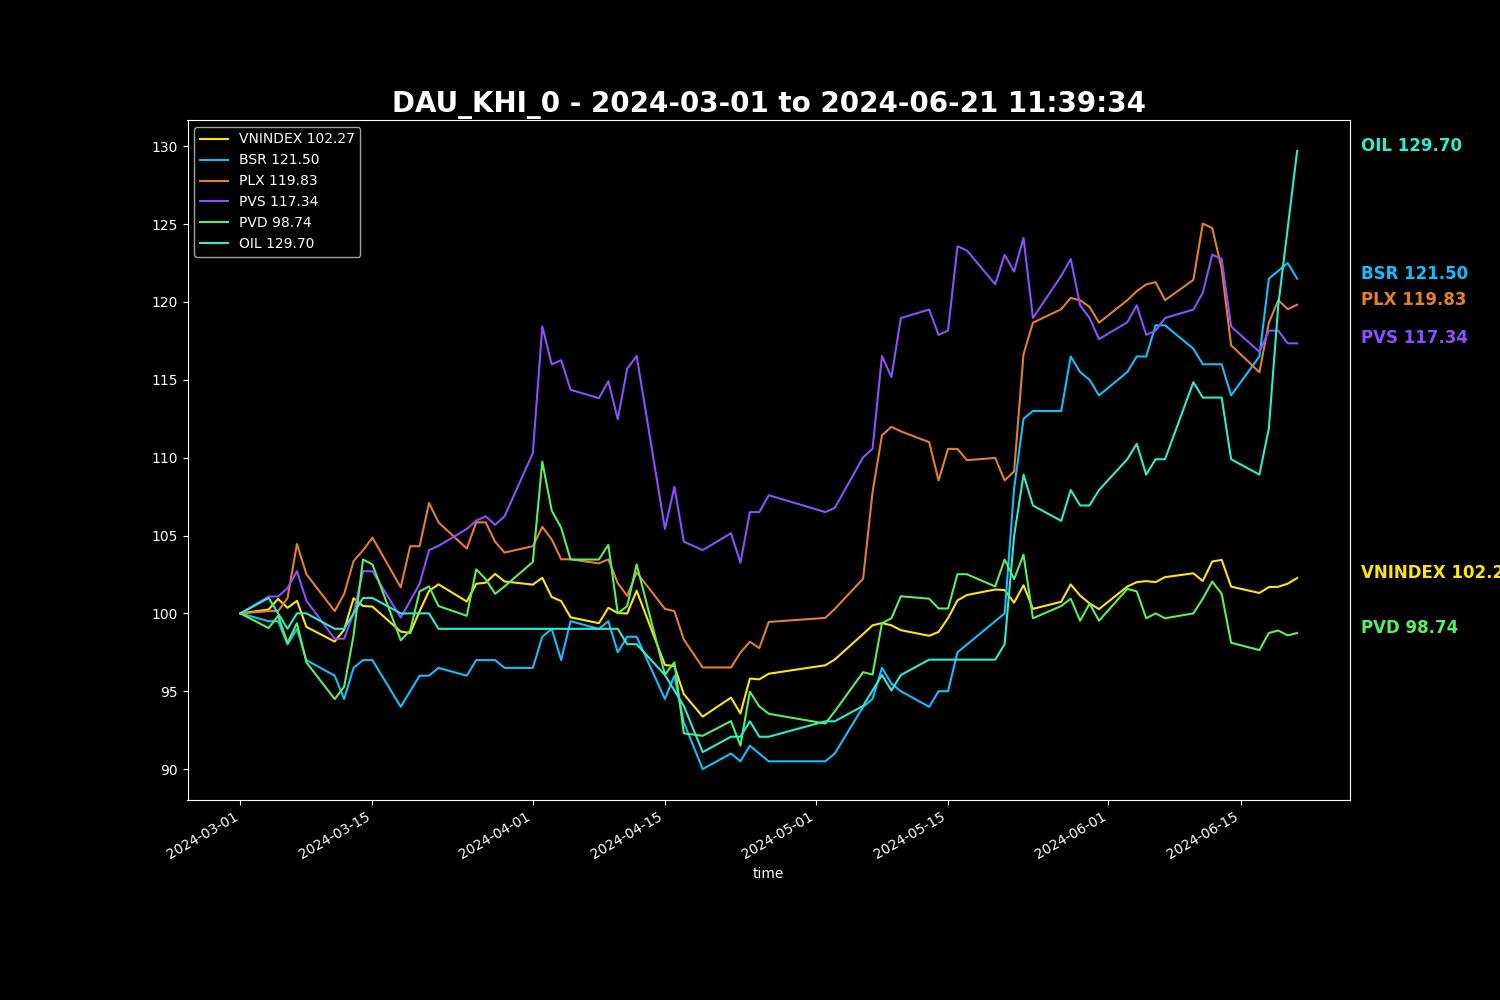 DAU_KHI_0 - 2024-03-01 to 2024-06-21 11:39:34
VNINDEX 102.27
BSR 121.50
PLX 119.83
PVS 117.34
PVD 98.74
OIL 129.70
130
125
120
115
110
105
100
95
90
OIL 129.70
BSR 121.50
PLX 119.83
PVS 117.34
VNINDEX 102.2
PVD 98.74
2024-03-01
2024-03-15
2024-04-01
2024-04-15
2024-05-01
2024-05-15
2024-06-01
2024-06-15
time